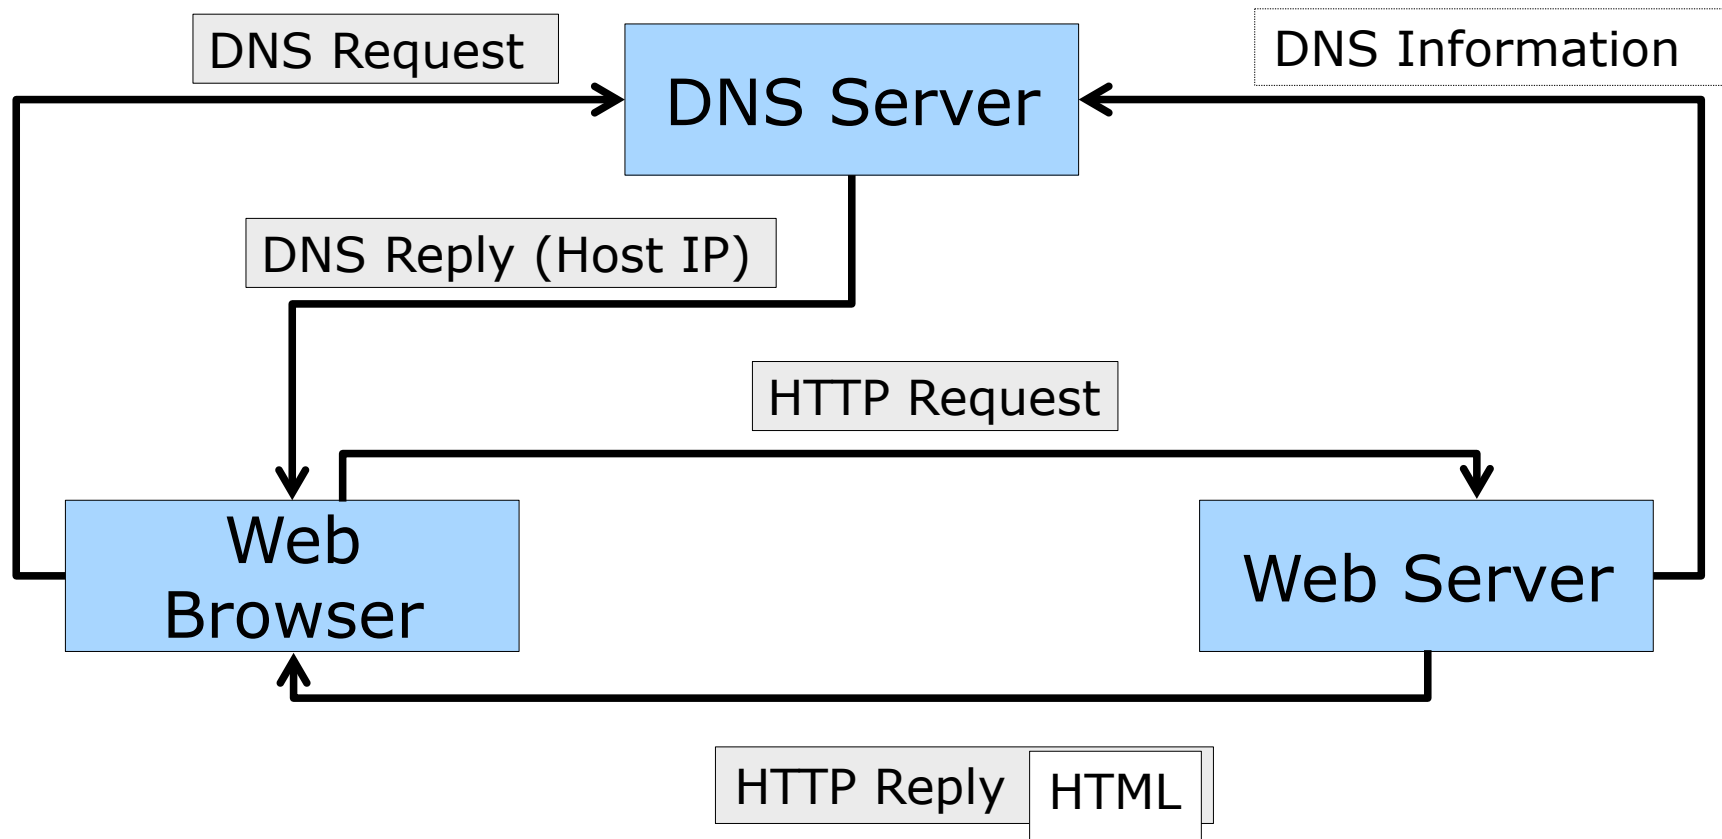 DNS Request
DNS Server
DNS Information
DNS Reply (Host IP)
HTTP Request
Web
Browser
Web Server
HTTP Reply
HTML